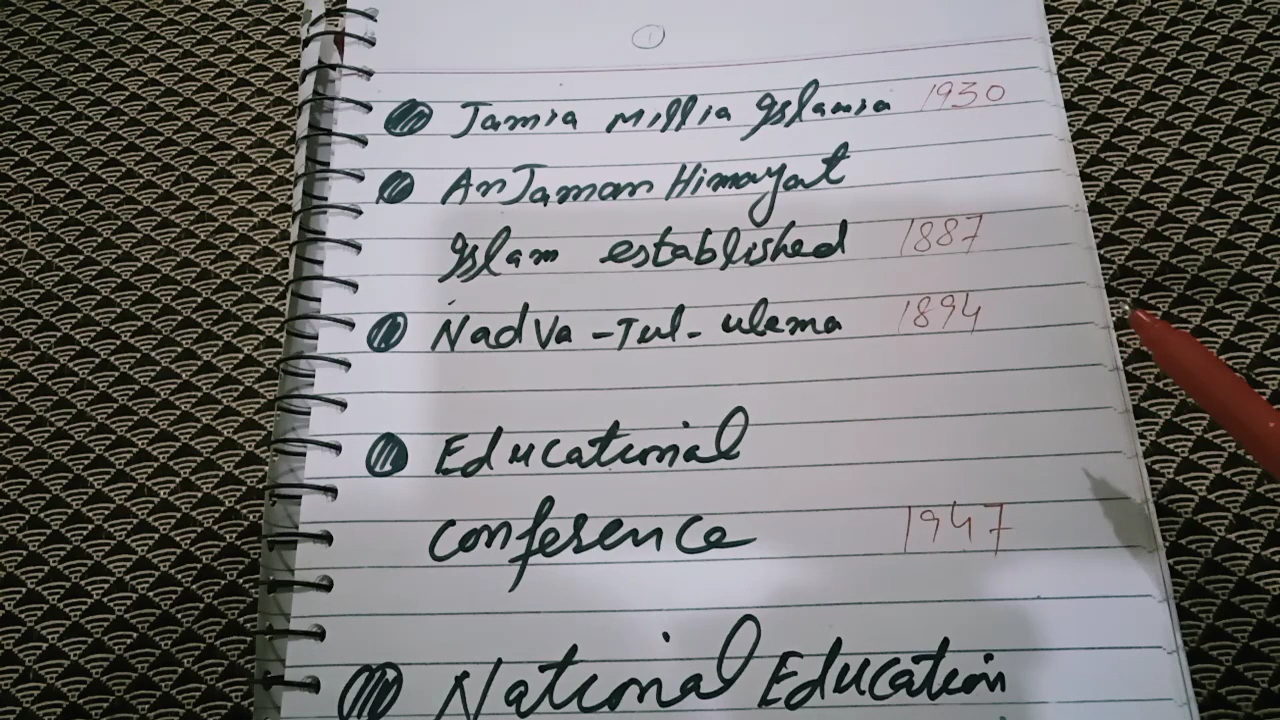 1
Jamia Millia Islamia 1930
AnJaman Himayat
Islam established 1887
NadVa-Tul-ulema 1894
Educational
conference 1947
National Education